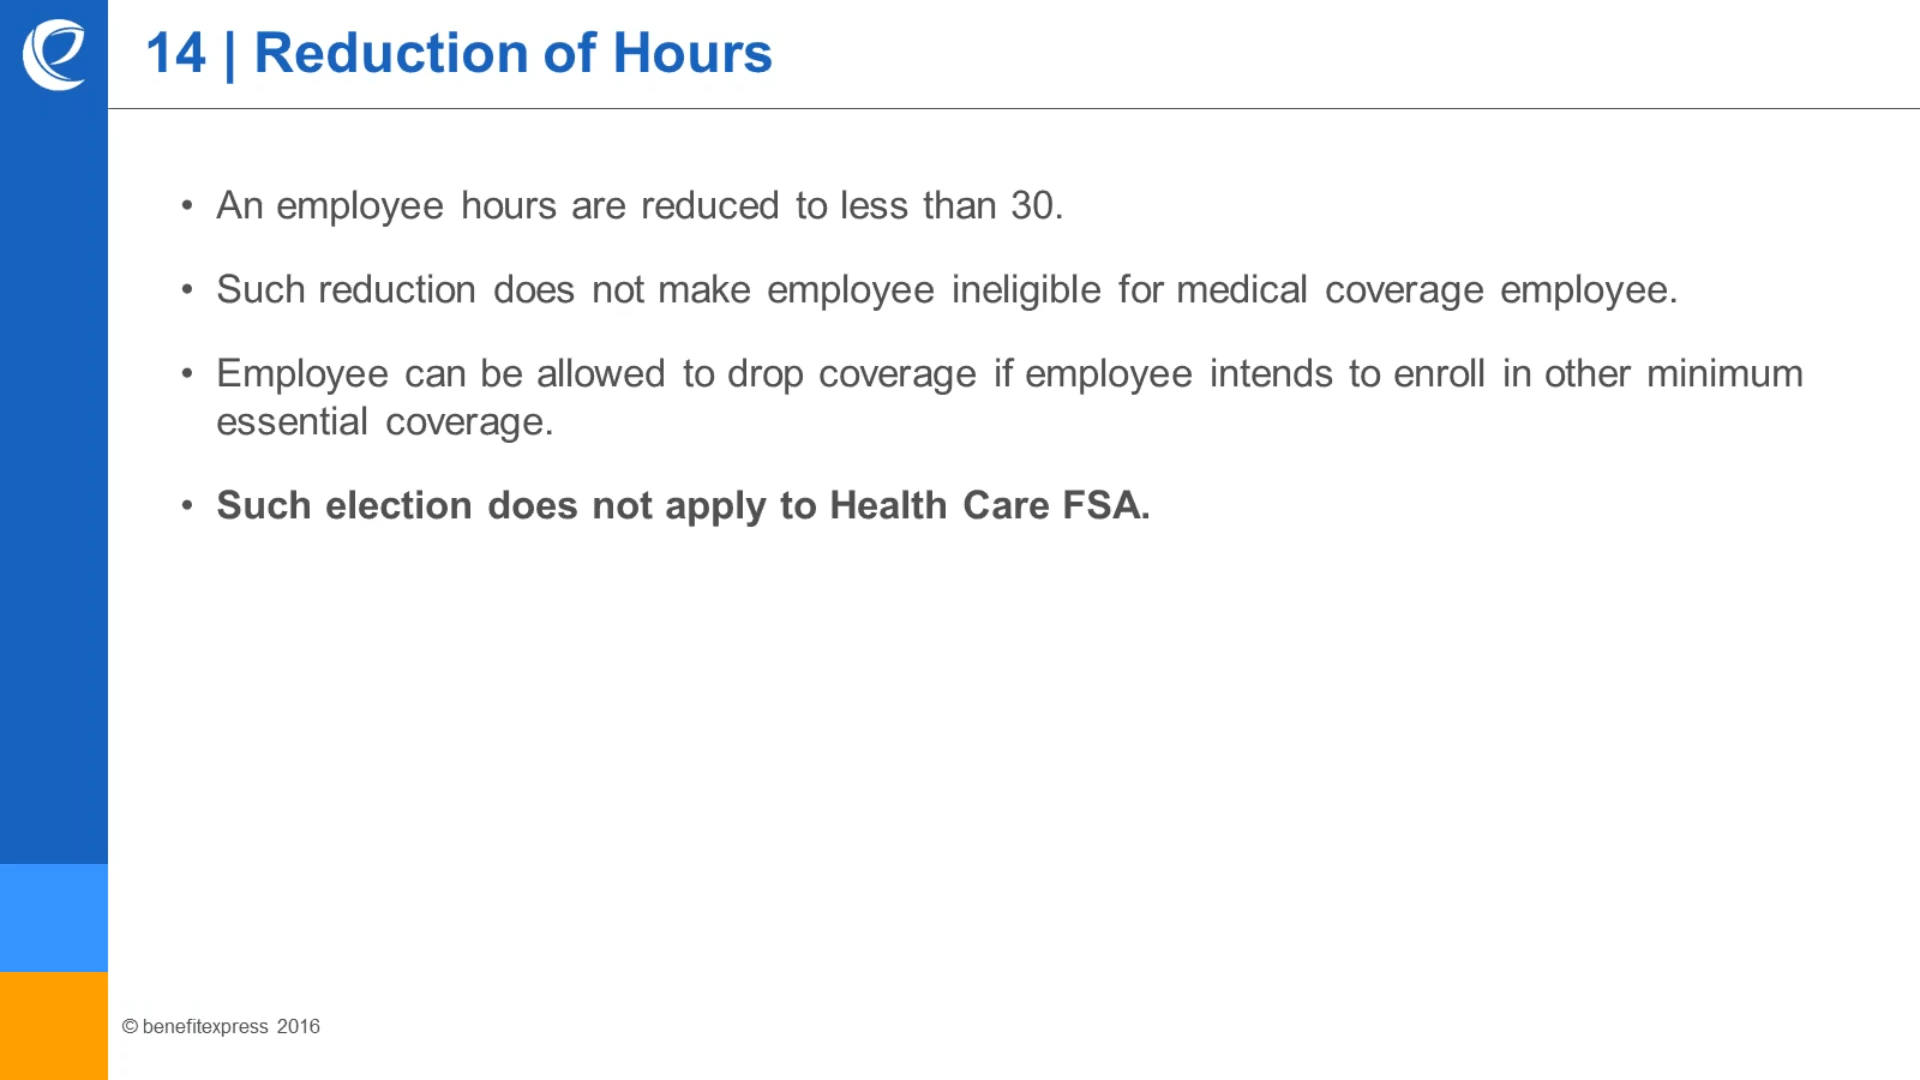 14 | Reduction of Hours
• An employee hours are reduced to less than 30.
• Such reduction does not make employee ineligible for medical coverage employee.
• Employee can be allowed to drop coverage if employee intends to enroll in other minimum
essential coverage.
• Such election does not apply to Health Care FSA.
© benefitexpress 2016